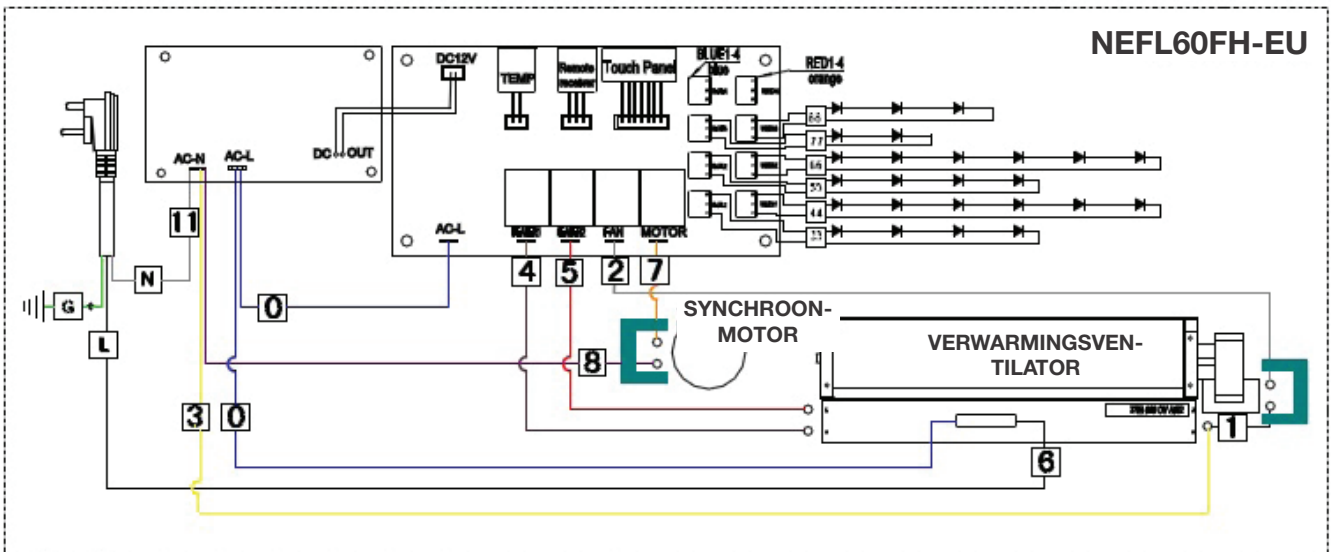 NEFL60FH-EU
BLUE1-4
blue
RED1-4
orange
DC12V
TEMP
Remote
receiver
Touch Panel
DC OUT
AC-N
AC-L
AC-L
FAN
MOTOR
66
77
55
44
33
11
N
G
L
0
4
5
2
7
8
3
0
6
1
SYNCHROON-
MOTOR
VERWARMINGSVEN-
TILATOR